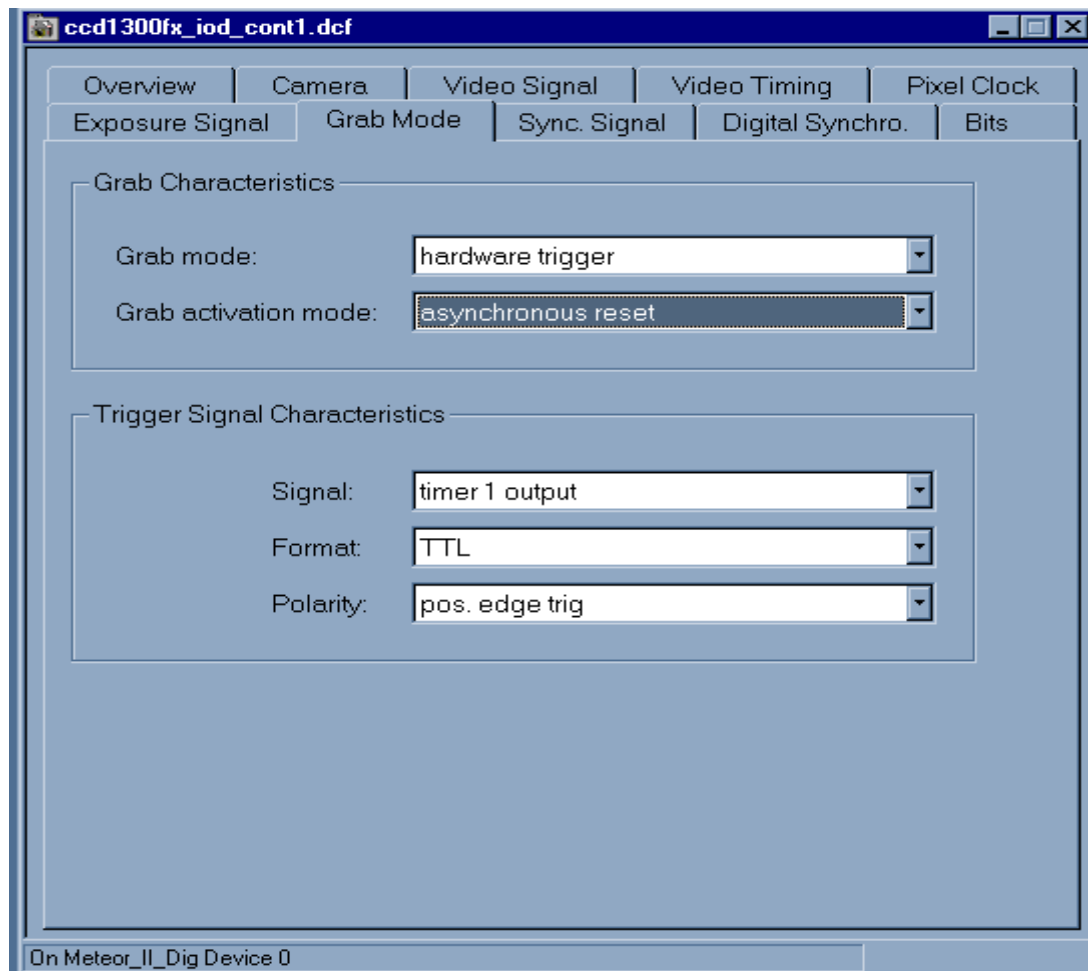 ccd1300fx_iod_cont1.dcf
Overview Camera Video Signal Video Timing Pixel Clock
Exposure Signal Grab Mode Sync. Signal Digital Synchro. Bits
Grab Characteristics
Grab mode: hardware trigger
Grab activation mode: asynchronous reset
Trigger Signal Characteristics
Signal: timer 1 output
Format: TTL
Polarity: pos. edge trig
On Meteor_II_Dig Device 0